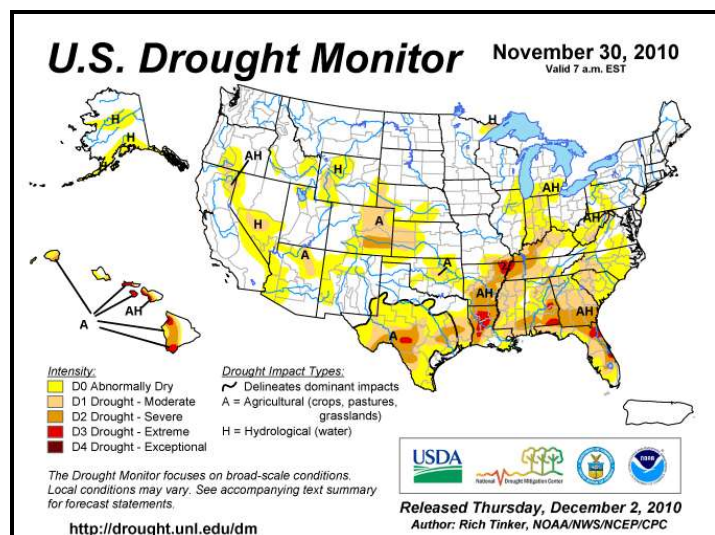 U.S. Drought Monitor
November 30, 2010
Valid 7 a.m. EST
H
H
H
AH
H
H
A
A
A
AH
AH
AH
AH
A
A
AH
Intensity:
D0 Abnormally Dry
D1 Drought - Moderate
D2 Drought - Severe
D3 Drought - Extreme
D4 Drought - Exceptional
Drought Impact Types:
Delineates dominant impacts
A = Agricultural (crops, pastures,
grasslands)
H = Hydrological (water)
The Drought Monitor focuses on broad-scale conditions.
Local conditions may vary. See accompanying text summary
for forecast statements.
http://drought.unl.edu/dm
USDA
National Drought Mitigation Center
NOAA
Released Thursday, December 2, 2010
Author: Rich Tinker, NOAA/NWS/NCEP/CPC